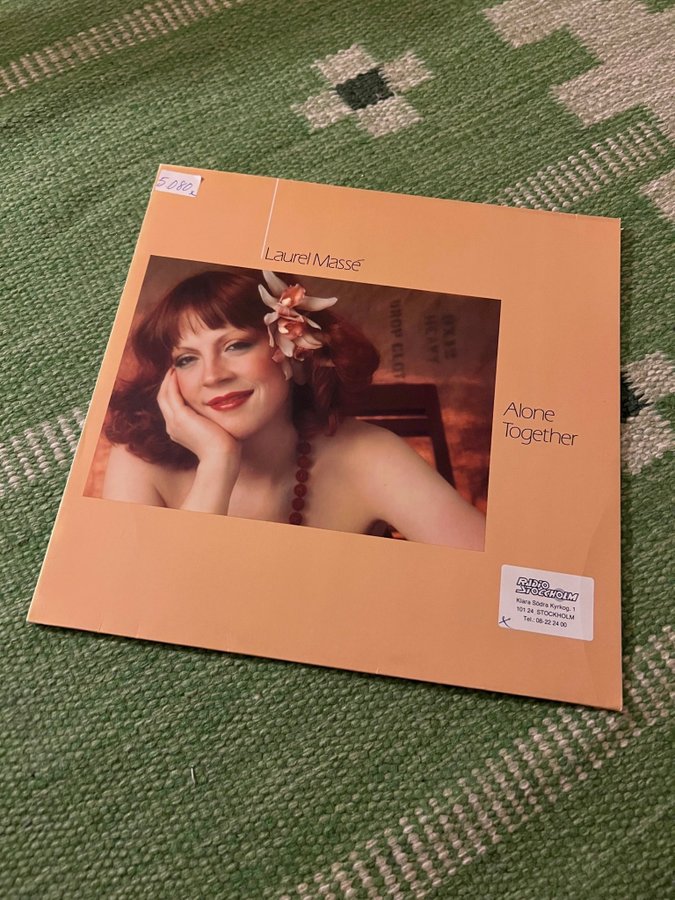 5080
Laurel Massé
Alone
Together
RADIO
STOCKHOLM
Klara Södra Kyrkog. 1
101 24 STOCKHOLM
Tel.: 08-22 24 00
x